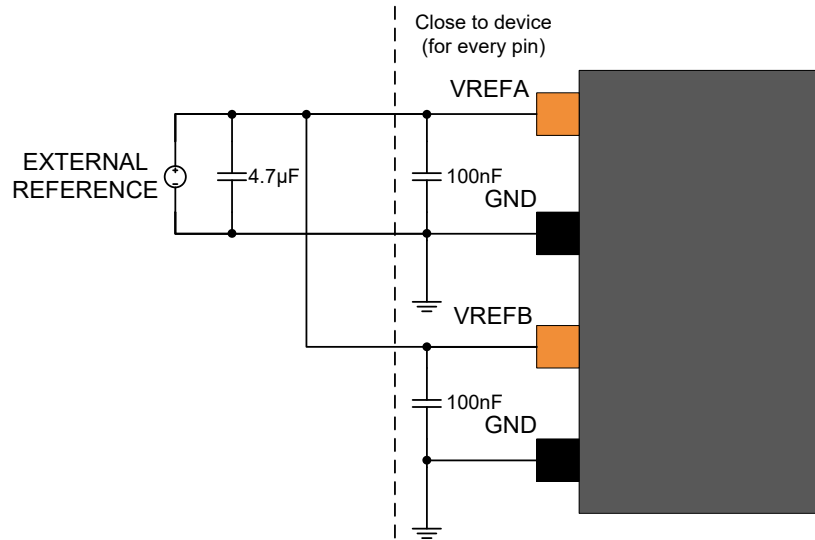 Close to device
(for every pin)
VREFA
EXTERNAL
REFERENCE
4.7µF
100nF
GND
VREFB
100nF
GND